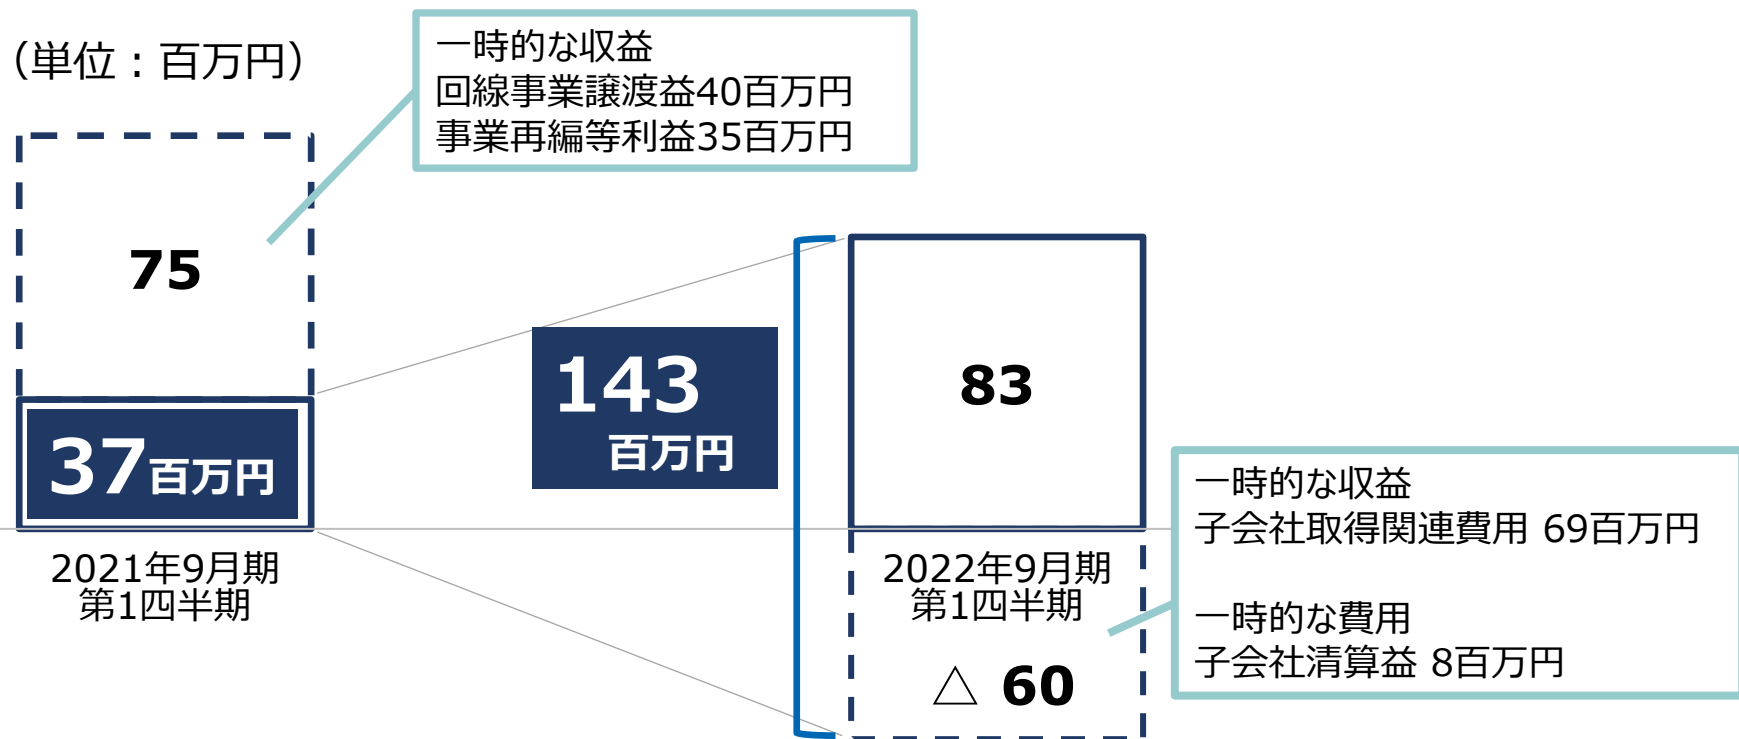 （単位：百万円）
一時的な収益
回線事業譲渡益40百万円
事業再編等利益35百万円
75
37百万円
2021年9月期
第1四半期
143
百万円
83
2022年9月期
第1四半期
△ 60
一時的な収益
子会社取得関連費用 69百万円
一時的な費用
子会社清算益 8百万円